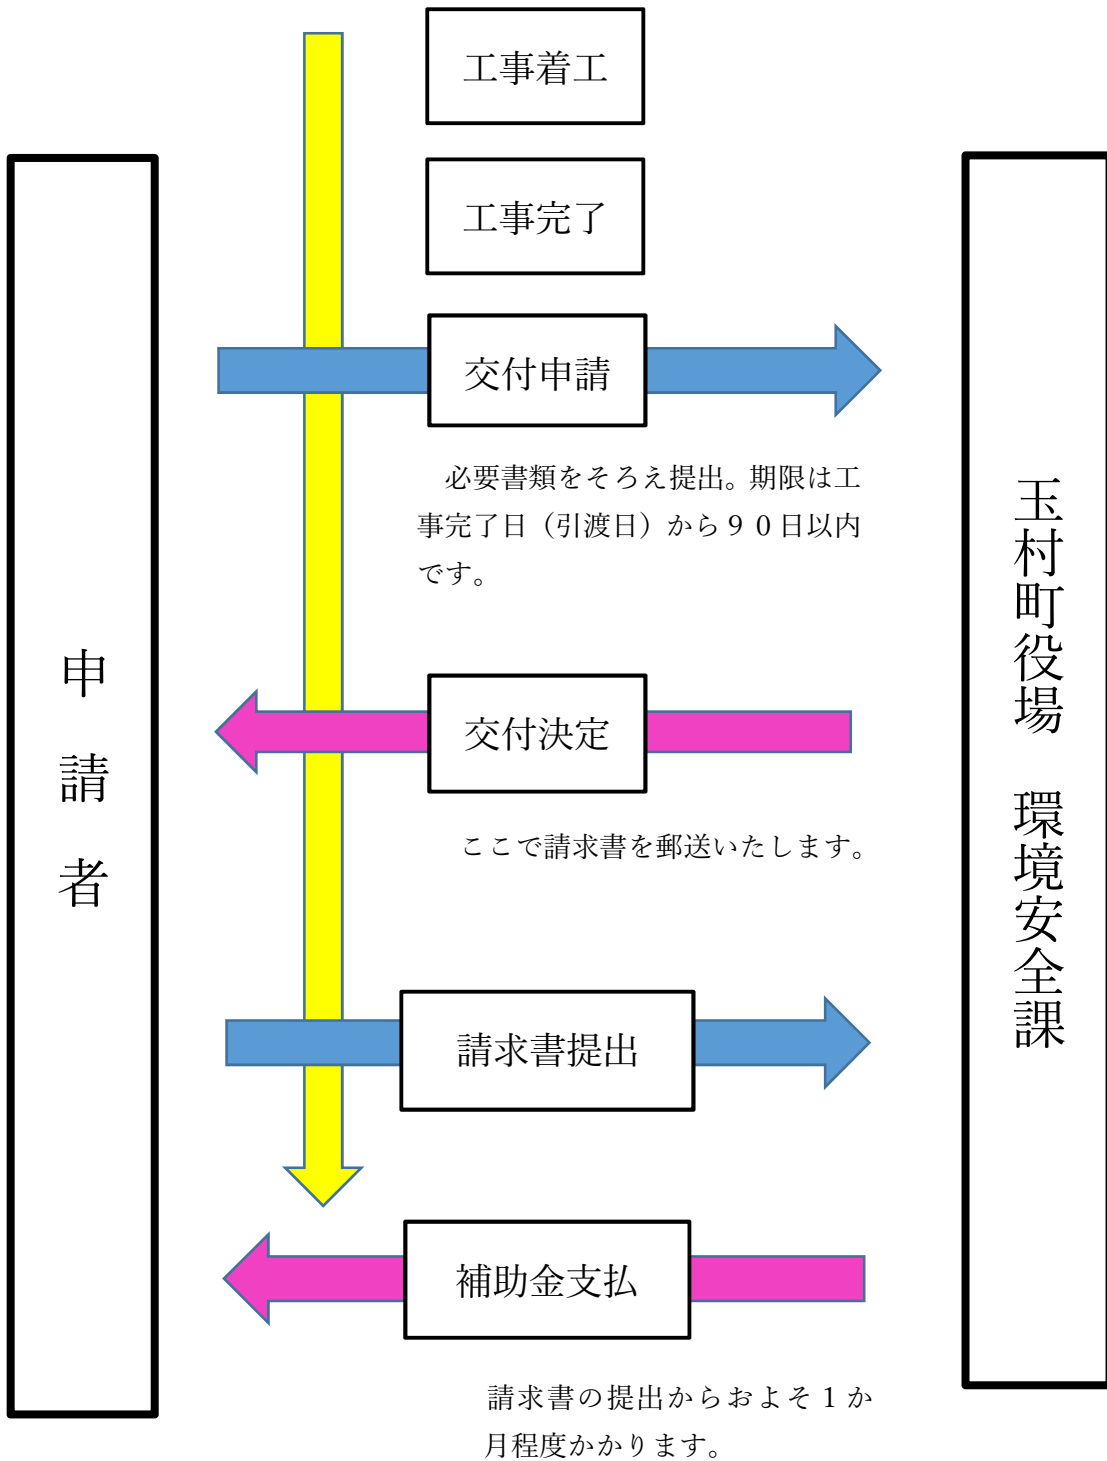 工事着工
工事完了
交付申請
必要書類をそろえ提出。期限は工
事完了日（引渡日）から９０日以内
です。
交付決定
ここで請求書を郵送いたします。
請求書提出
補助金支払
請求書の提出からおよそ１か
月程度かかります。
申請者
玉村町役場　環境安全課